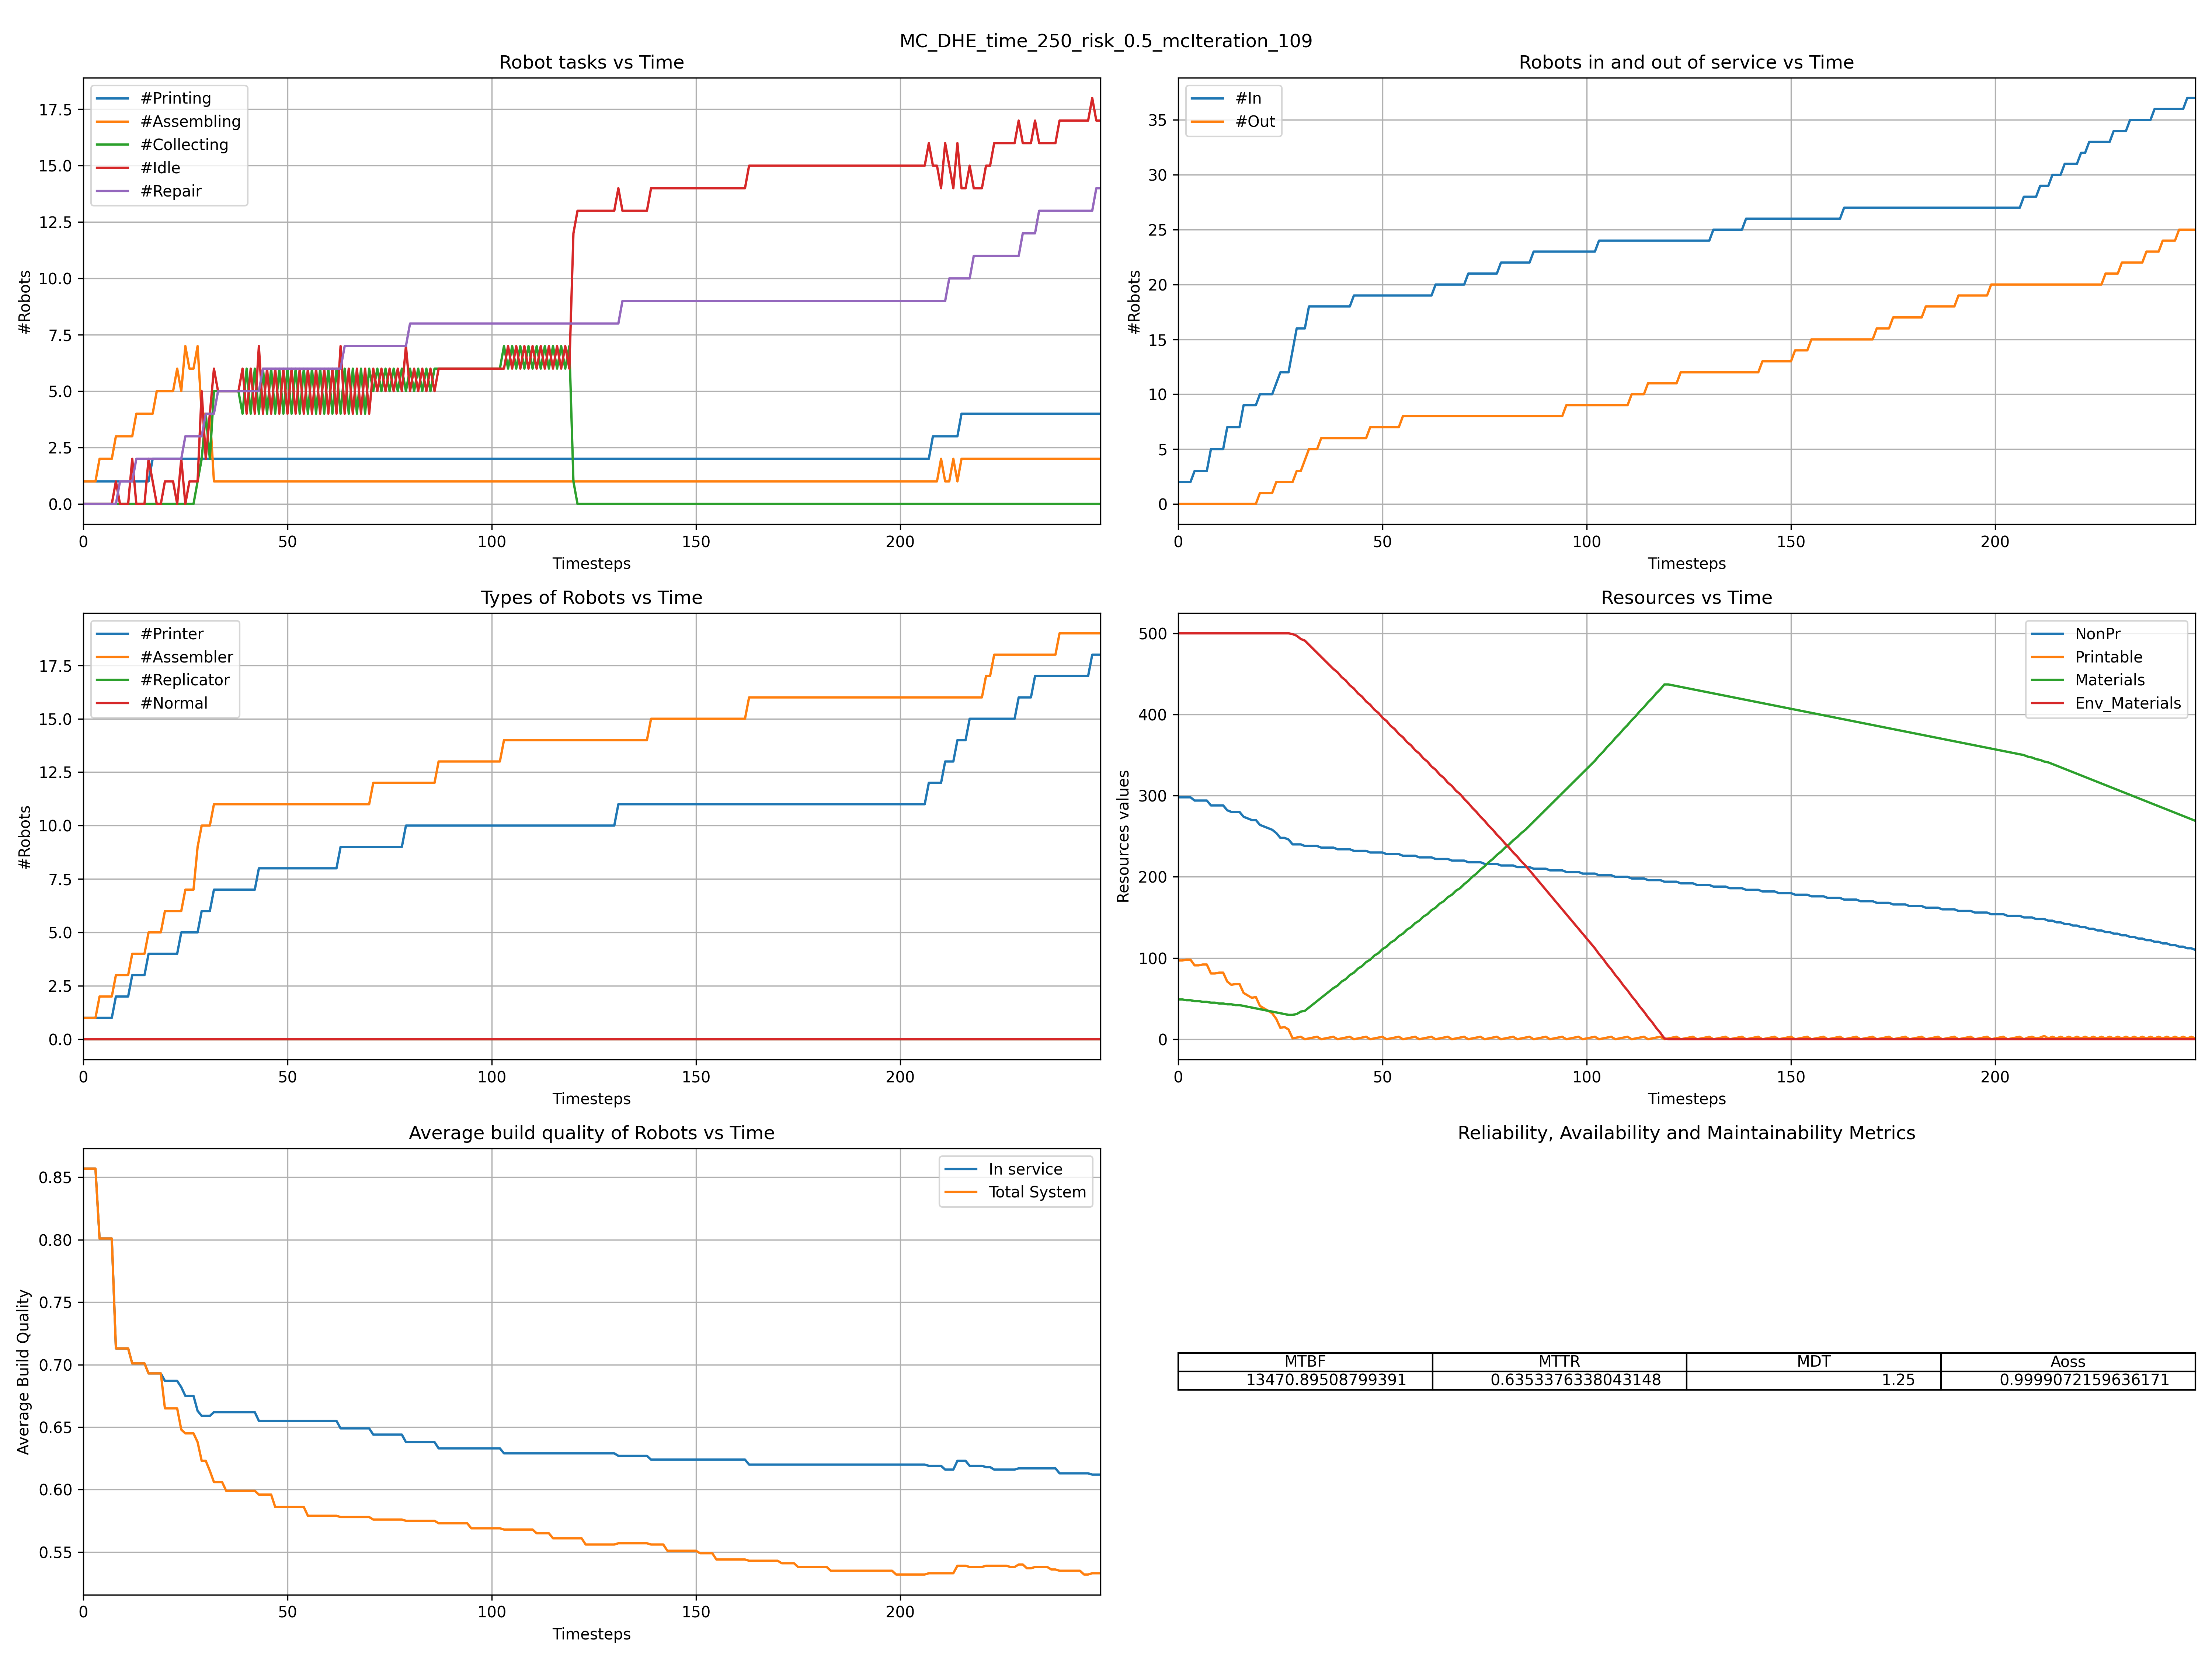 MC_DHE_time_250_risk_0.5_mcIteration_109
Robot tasks vs Time
#Printing
#Assembling
#Collecting
#Idle
#Repair
17.5
15.0
12.5
10.0
7.5
5.0
2.5
0.0
#Robots
0 50 100 150 200
Timesteps
Robots in and out of service vs Time
#In
#Out
35
30
25
20
15
10
5
0
#Robots
0 50 100 150 200
Timesteps
Types of Robots vs Time
#Printer
#Assembler
#Replicator
#Normal
17.5
15.0
12.5
10.0
7.5
5.0
2.5
0.0
#Robots
0 50 100 150 200
Timesteps
Resources vs Time
NonPr
Printable
Materials
Env_Materials
500
400
300
200
100
0
Resources values
0 50 100 150 200
Timesteps
Average build quality of Robots vs Time
In service
Total System
0.85
0.80
0.75
0.70
0.65
0.60
0.55
Average Build Quality
0 50 100 150 200
Timesteps
Reliability, Availability and Maintainability Metrics
MTBF MTTR MDT Aoss
13470.89508799391 0.6353376338043148 1.25 0.9999072159636171